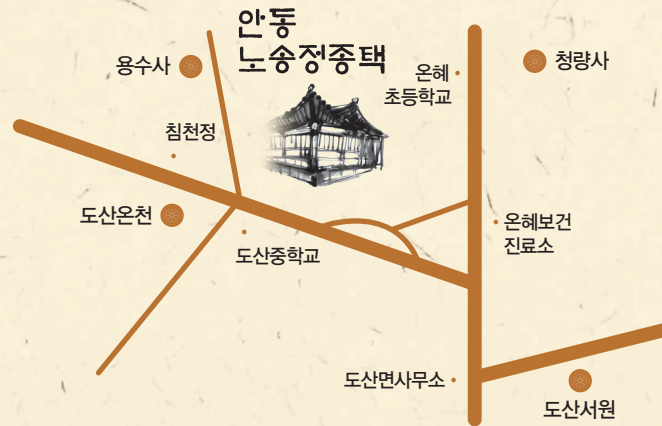 안동
노송정종택
용수사
온혜
초등학교
청량사
침천정
도산온천
온혜보건
진료소
도산중학교
도산면사무소
도산서원